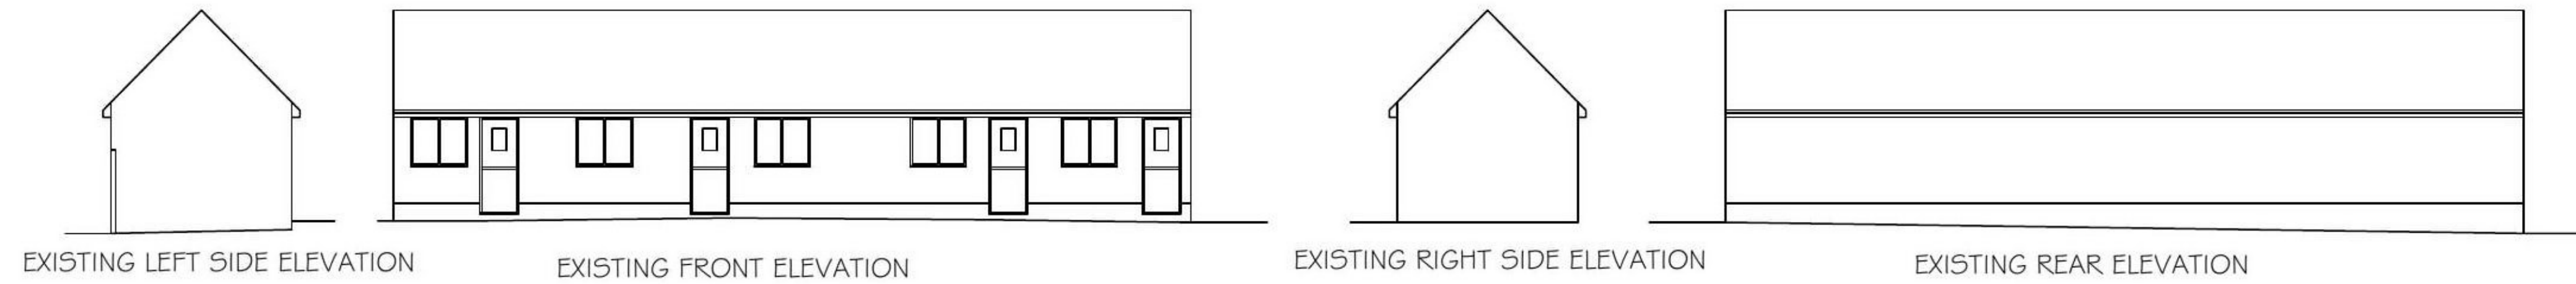 EXISTING LEFT SIDE ELEVATION
EXISTING FRONT ELEVATION
EXISTING RIGHT SIDE ELEVATION
EXISTING REAR ELEVATION